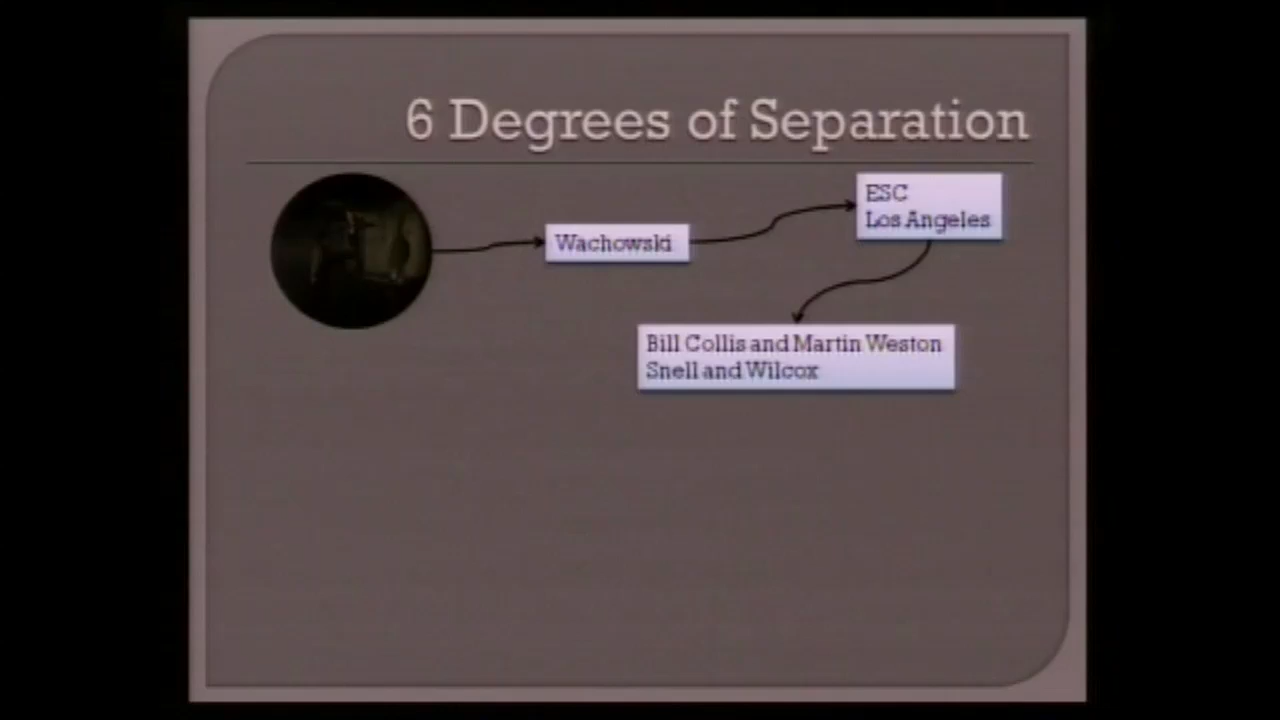 6 Degrees of Separation
Wachowski
ESC
Los Angeles
Bill Collis and Martin Weston
Snell and Wilcox